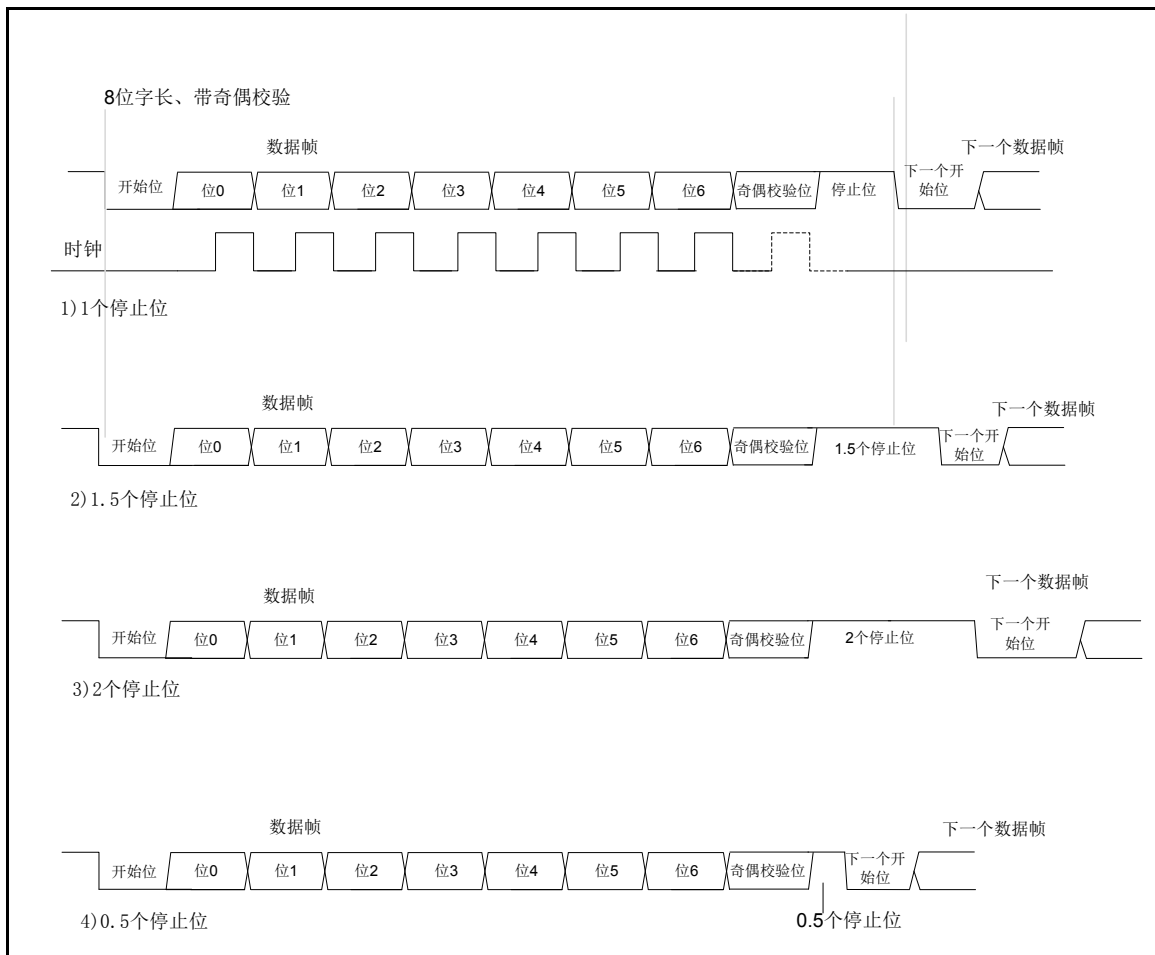 8位字长、带奇偶校验
数据帧
下一个数据帧
开始位 位0 位1 位2 位3 位4 位5 位6 奇偶校验位 停止位 下一个开
始位
时钟
1)1个停止位
数据帧
下一个数据帧
开始位 位0 位1 位2 位3 位4 位5 位6 奇偶校验位 1.5个停止位 下一个开
始位
2)1.5个停止位
数据帧
下一个数据帧
开始位 位0 位1 位2 位3 位4 位5 位6 奇偶校验位 2个停止位 下一个开
始位
3)2个停止位
数据帧
下一个数据帧
开始位 位0 位1 位2 位3 位4 位5 位6 奇偶校验位 下一个开
始位
4)0.5个停止位
0.5个停止位